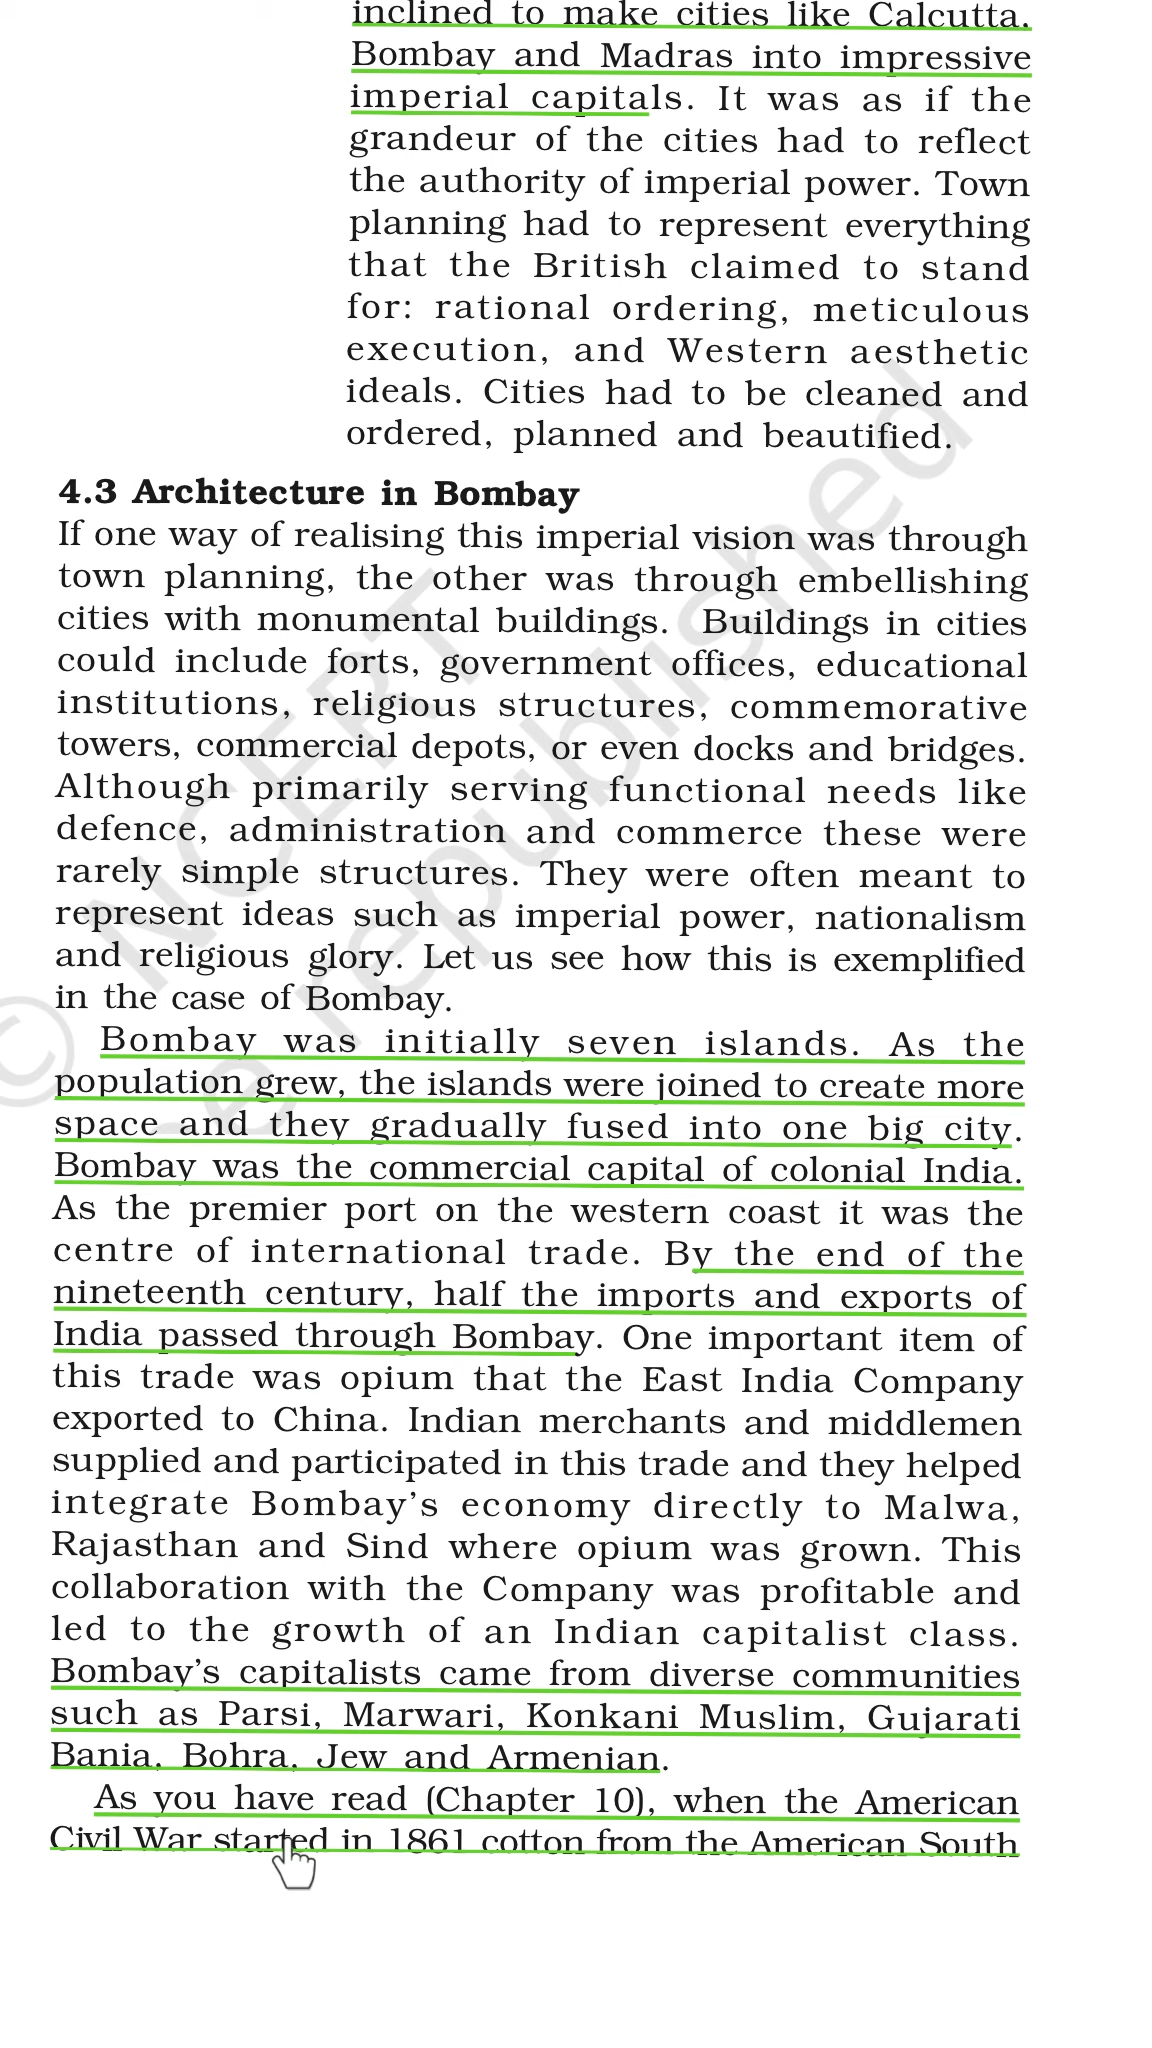 inclined to make cities like Calcutta,
Bombay and Madras into impressive
imperial capitals. It was as if the
grandeur of the cities had to reflect
the authority of imperial power. Town
planning had to represent everything
that the British claimed to stand
for: rational ordering, meticulous
execution, and Western aesthetic
ideals. Cities had to be cleaned and
ordered, planned and beautified.
4.3 Architecture in Bombay
If one way of realising this imperial vision was through
town planning, the other was through embellishing
cities with monumental buildings. Buildings in cities
could include forts, government offices, educational
institutions, religious structures, commemorative
towers, commercial depots, or even docks and bridges.
Although primarily serving functional needs like
defence, administration and commerce these were
rarely simple structures. They were often meant to
represent ideas such as imperial power, nationalism
and religious glory. Let us see how this is exemplified
in the case of Bombay.
Bombay was initially seven islands. As the
population grew, the islands were joined to create more
space and they gradually fused into one big city.
Bombay was the commercial capital of colonial India.
As the premier port on the western coast it was the
centre of international trade. By the end of the
nineteenth century, half the imports and exports of
India passed through Bombay. One important item of
this trade was opium that the East India Company
exported to China. Indian merchants and middlemen
supplied and participated in this trade and they helped
integrate Bombay’s economy directly to Malwa,
Rajasthan and Sind where opium was grown. This
collaboration with the Company was profitable and
led to the growth of an Indian capitalist class.
Bombay’s capitalists came from diverse communities
such as Parsi, Marwari, Konkani Muslim, Gujarati
Bania, Bohra, Jew and Armenian.
As you have read (Chapter 10), when the American
Civil War started in 1861 cotton from the American South
© NCERT
e republished